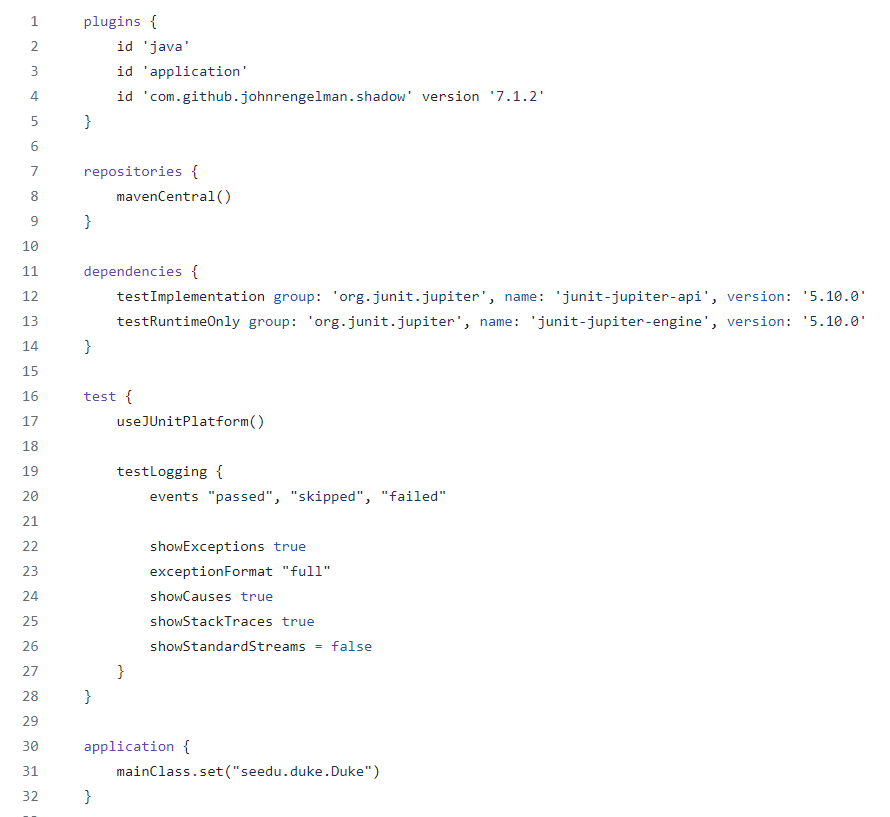 1 plugins {
2     id 'java'
3     id 'application'
4     id 'com.github.johnrengelman.shadow' version '7.1.2'
5 }
6
7 repositories {
8     mavenCentral()
9 }
10
11 dependencies {
12     testImplementation group: 'org.junit.jupiter', name: 'junit-jupiter-api', version: '5.10.0'
13     testRuntimeOnly group: 'org.junit.jupiter', name: 'junit-jupiter-engine', version: '5.10.0'
14 }
15
16 test {
17     useJUnitPlatform()
18
19     testLogging {
20         events "passed", "skipped", "failed"
21
22         showExceptions true
23         exceptionFormat "full"
24         showCauses true
25         showStackTraces true
26         showStandardStreams = false
27     }
28 }
29
30 application {
31     mainClass.set("seedu.duke.Duke")
32 }